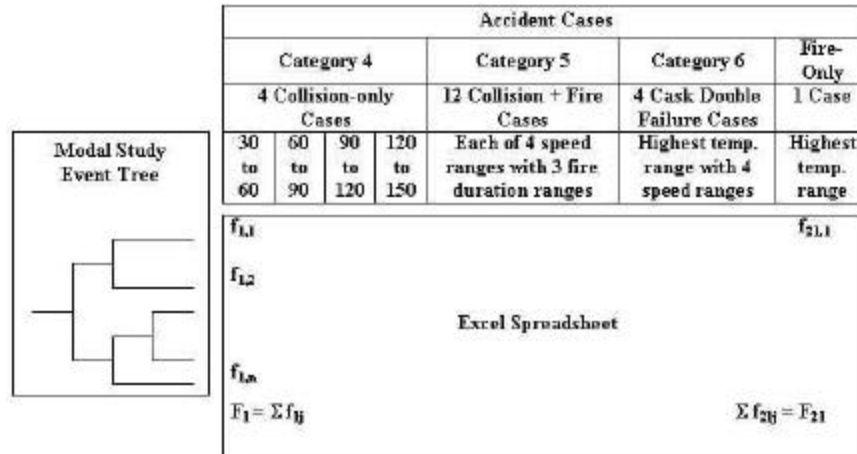 Accident Cases
Category 4
Category 5
Category 6
Fire-
Only
4 Collision-only
Cases
12 Collision + Fire
Cases
4 Cask Double
Failure Cases
1 Case
30
to
60
60
to
90
90
to
120
120
to
150
Each of 4 speed
ranges with 3 fire
duration ranges
Highest temp.
range with 4
speed ranges
Highest
temp.
range
Modal Study
Event Tree
f1,1
f21,1
f1,2
Excel Spreadsheet
f1,n
F1 = Σ f1j
Σ f21j = F21